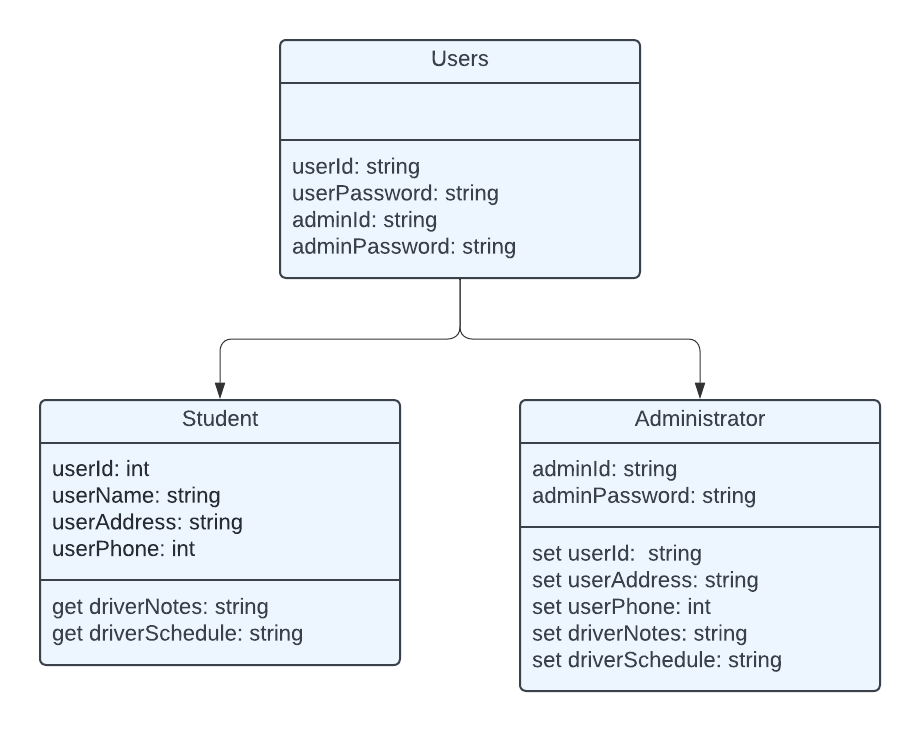 Users
userId: string
userPassword: string
adminId: string
adminPassword: string
Student
userId: int
userName: string
userAddress: string
userPhone: int
get driverNotes: string
get driverSchedule: string
Administrator
adminId: string
adminPassword: string
set userId:  string
set userAddress: string
set userPhone: int
set driverNotes: string
set driverSchedule: string